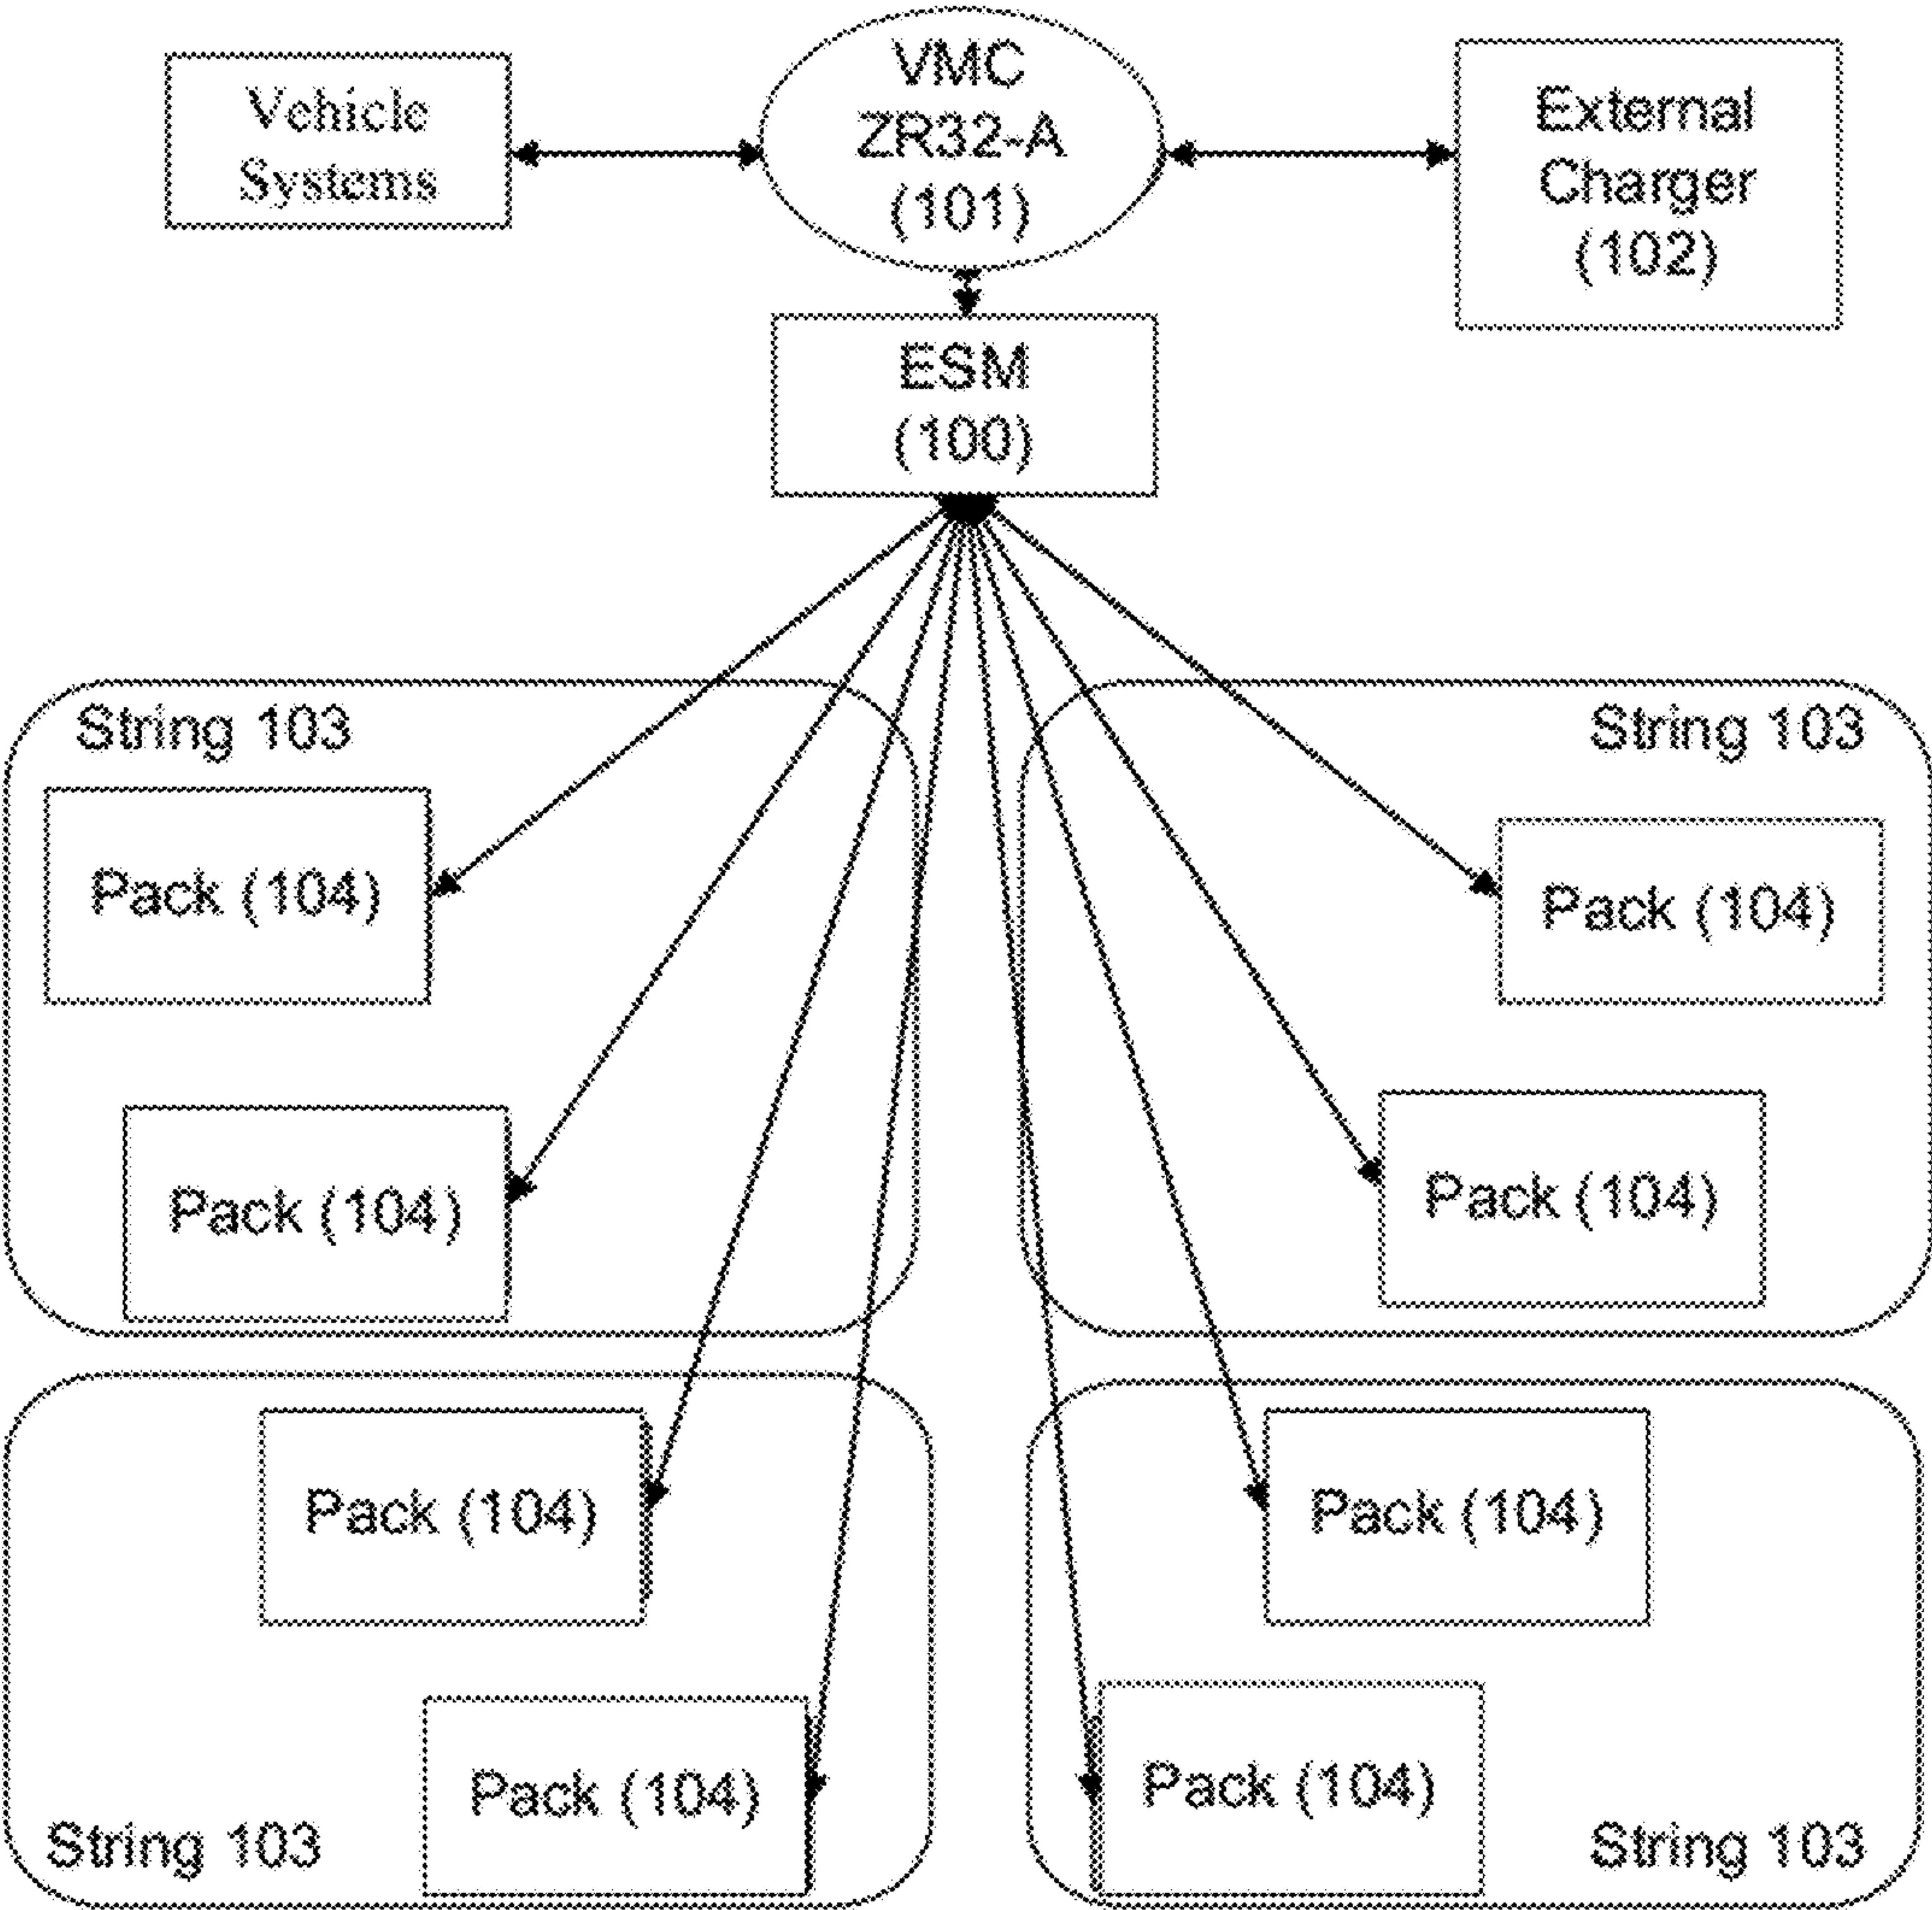 Vehicle
Systems
VMC
ZR32-A
(101)
External
Charger
(102)
ESM
(100)
String 103
String 103
Pack (104)
Pack (104)
Pack (104)
Pack (104)
Pack (104)
Pack (104)
Pack (104)
Pack (104)
String 103
String 103